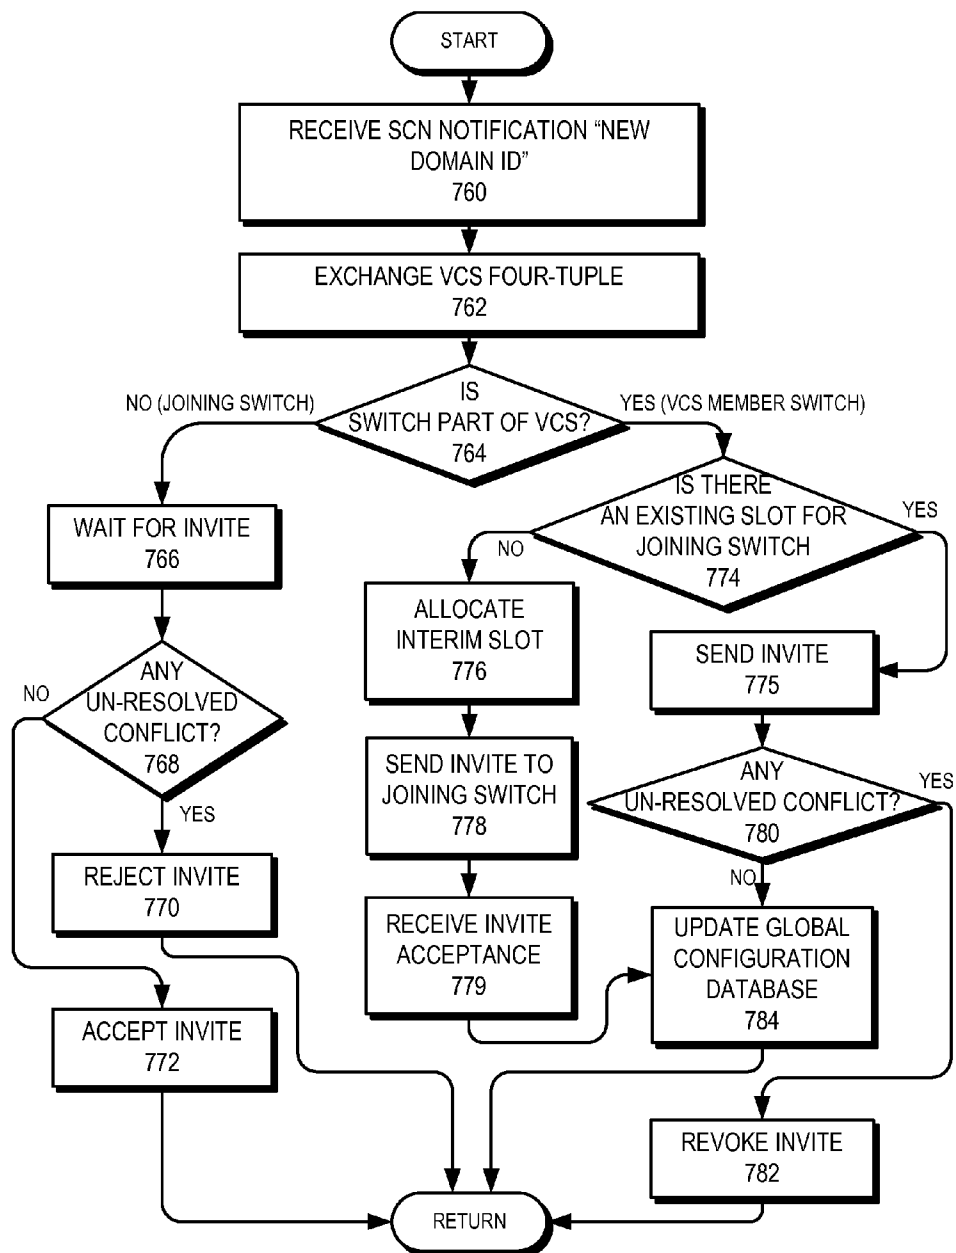 START
RECEIVE SCN NOTIFICATION “NEW
DOMAIN ID”
760
EXCHANGE VCS FOUR-TUPLE
762
IS
SWITCH PART OF VCS?
764
NO (JOINING SWITCH)
YES (VCS MEMBER SWITCH)
WAIT FOR INVITE
766
ANY
UN-RESOLVED
CONFLICT?
768
NO
YES
REJECT INVITE
770
ACCEPT INVITE
772
IS THERE
AN EXISTING SLOT FOR
JOINING SWITCH
774
NO
YES
ALLOCATE
INTERIM SLOT
776
SEND INVITE TO
JOINING SWITCH
778
RECEIVE INVITE
ACCEPTANCE
779
SEND INVITE
775
ANY
UN-RESOLVED CONFLICT?
780
YES
NO
UPDATE GLOBAL
CONFIGURATION
DATABASE
784
REVOKE INVITE
782
RETURN